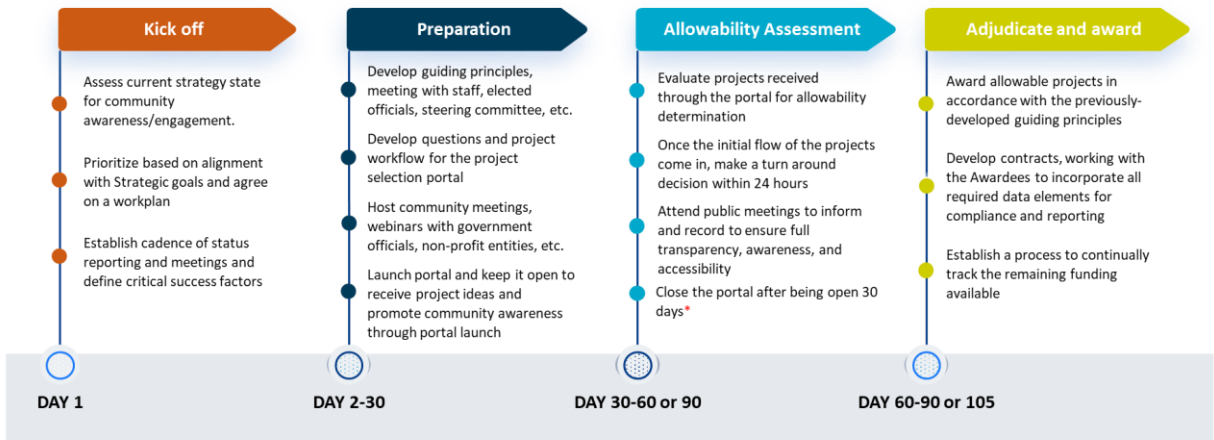 Kick off
Assess current strategy state
for community
awareness/engagement.
Prioritize based on alignment
with Strategic goals and agree
on a workplan
Establish cadence of status
reporting and meetings and
define critical success factors
DAY 1
Preparation
Develop guiding principles,
meeting with staff, elected
officials, steering committee, etc.
Develop questions and project
workflow for the project
selection portal
Host community meetings,
webinars with government
officials, non-profit entities, etc.
Launch portal and keep it open to
receive project ideas and
promote community awareness
through portal launch
DAY 2-30
Allowability Assessment
Evaluate projects received
through the portal for allowability
determination
Once the initial flow of the projects
come in, make a turn around
decision within 24 hours
Attend public meetings to inform
and record to ensure full
transparency, awareness, and
accessibility
Close the portal after being open 30
days*
DAY 30-60 or 90
Adjudicate and award
Award allowable projects in
accordance with the previously-
developed guiding principles
Develop contracts, working with
the Awardees to incorporate all
required data elements for
compliance and reporting
Establish a process to continually
track the remaining funding
available
DAY 60-90 or 105